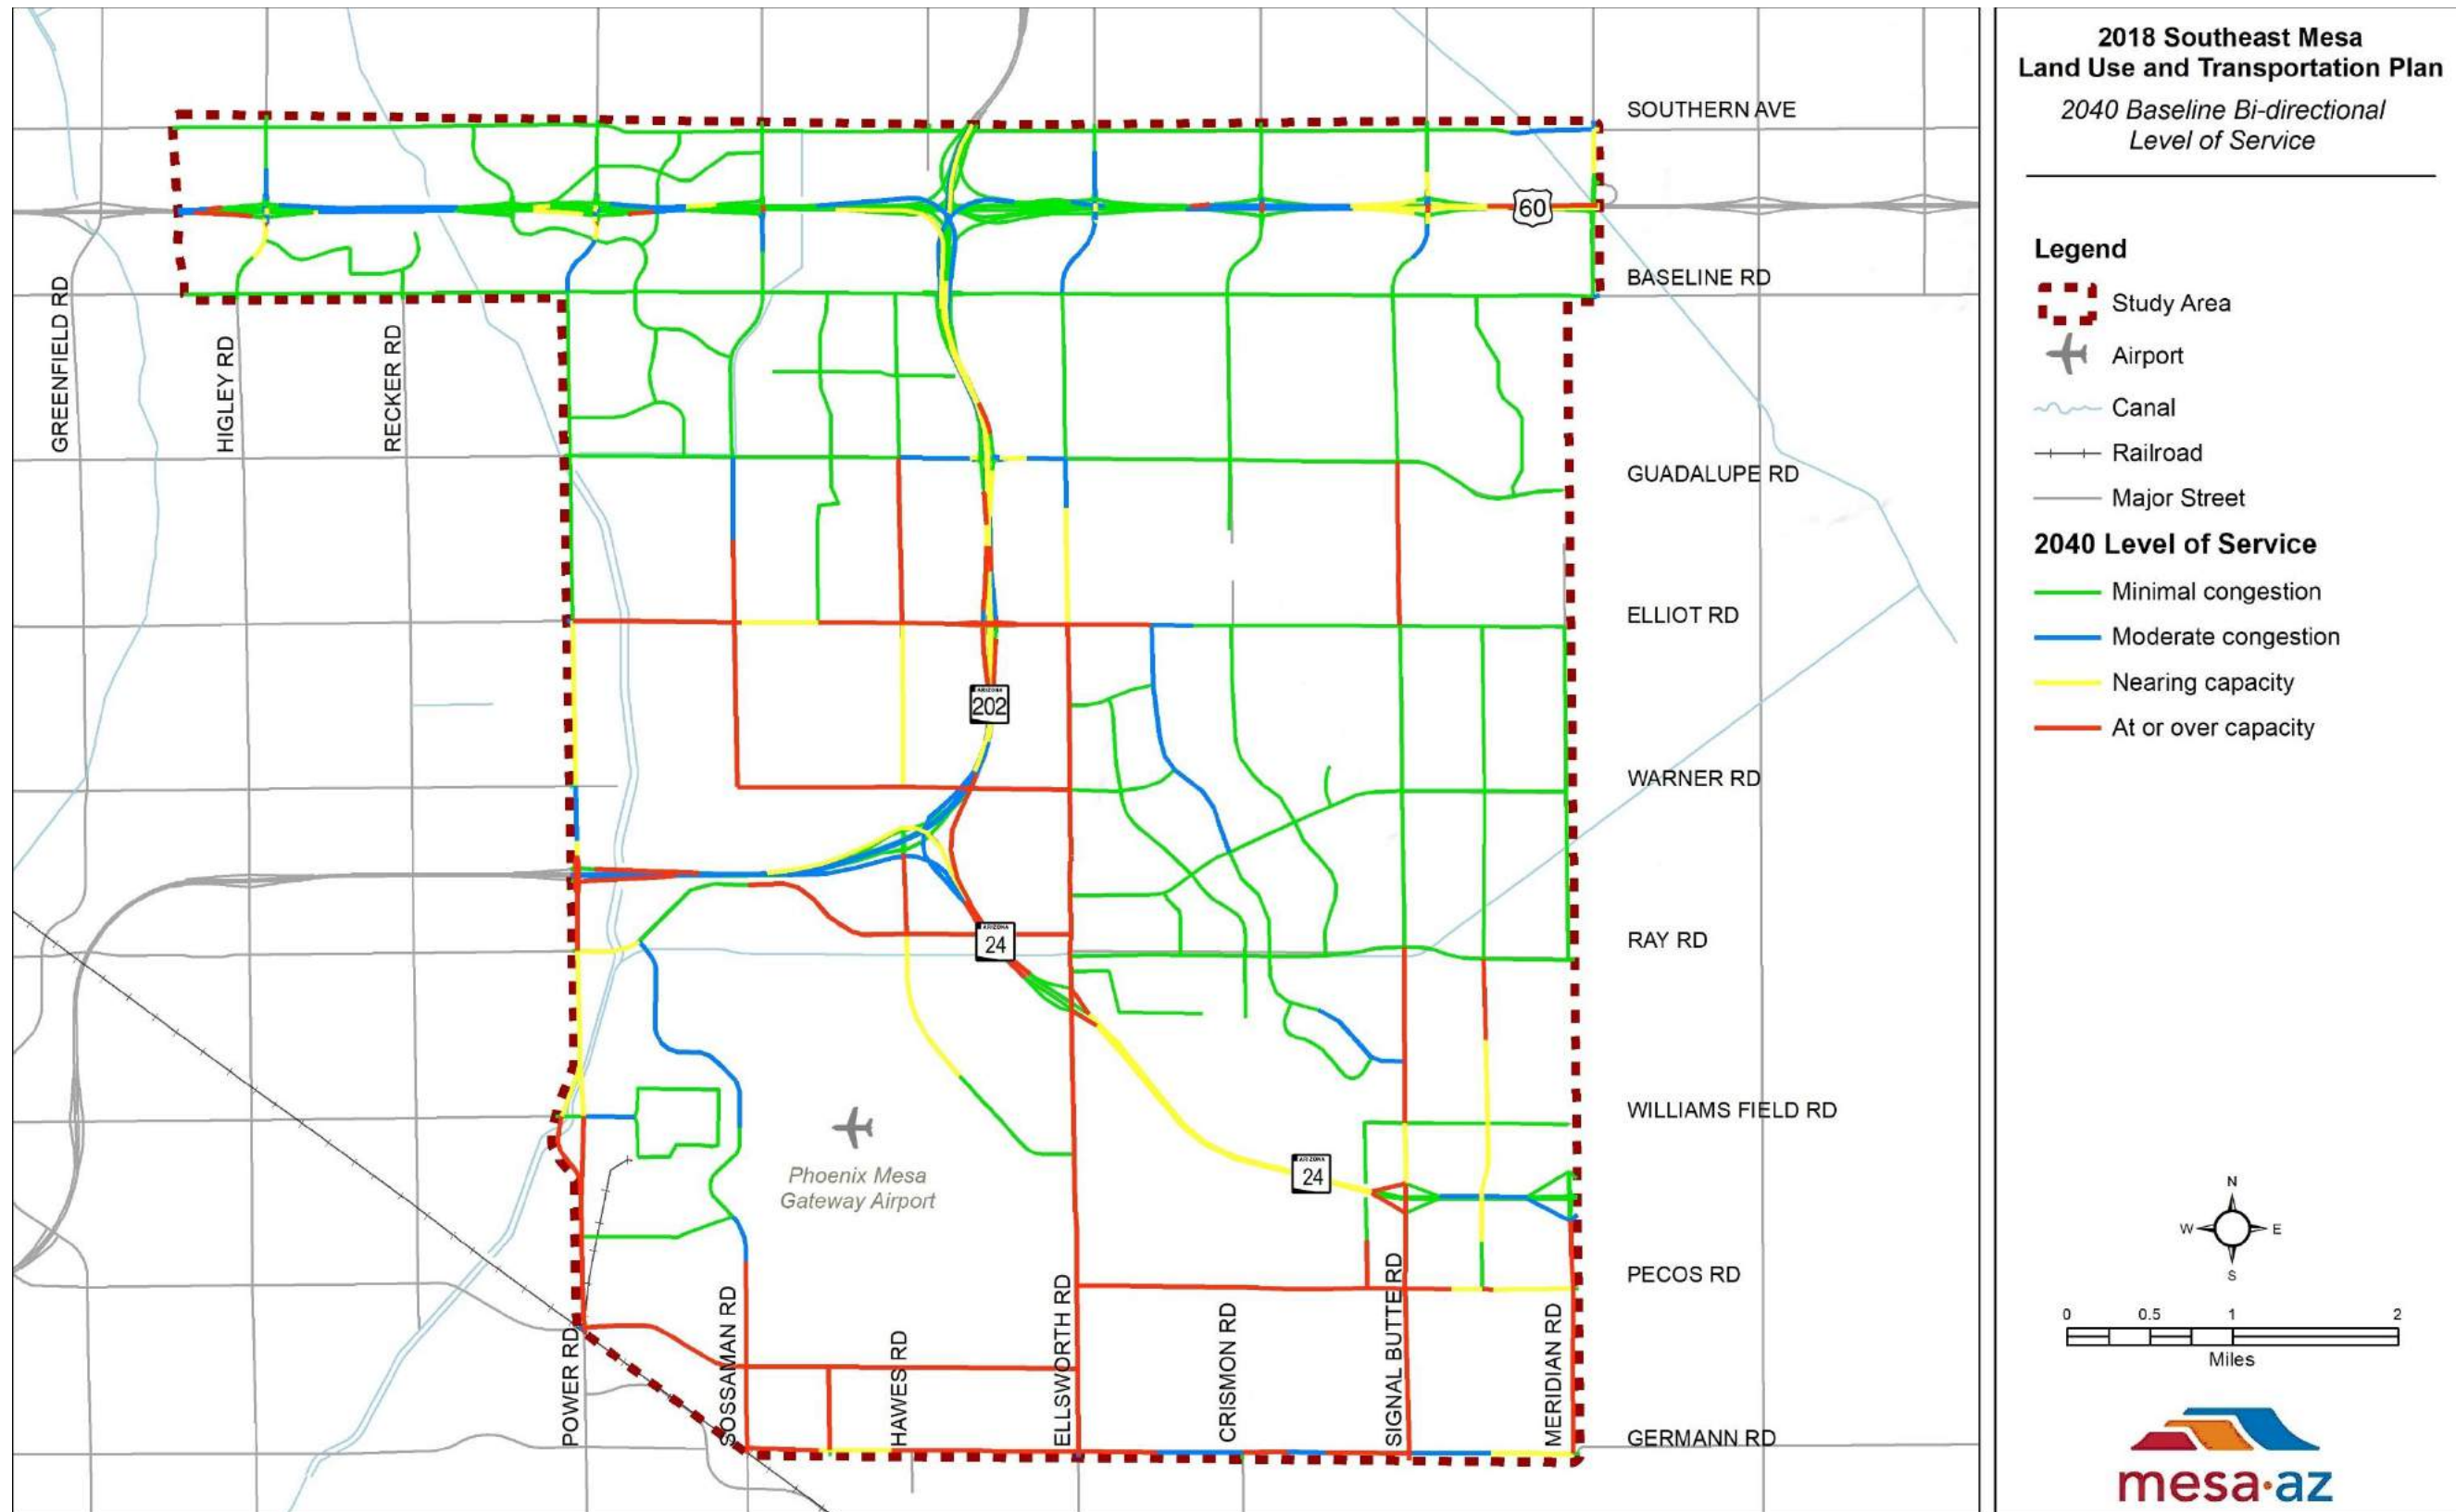 2018 Southeast Mesa
Land Use and Transportation Plan
2040 Baseline Bi-directional
Level of Service
Legend
Study Area
Airport
Canal
Railroad
Major Street
2040 Level of Service
Minimal congestion
Moderate congestion
Nearing capacity
At or over capacity
SOUTHERN AVE
BASELINE RD
GUADALUPE RD
ELLIOT RD
WARNER RD
RAY RD
WILLIAMS FIELD RD
PECOS RD
GERMANN RD
GREENFIELD RD
HIGLEY RD
RECKER RD
POWER RD
SOSSAMAN RD
HAWES RD
ELLSWORTH RD
CRISMON RD
SIGNAL BUTTE RD
MERIDIAN RD
60
ARIZONA
202
ARIZONA
24
ARIZONA
24
Phoenix Mesa
Gateway Airport
N
W E
S
0 0.5 1 2
Miles
mesa·az